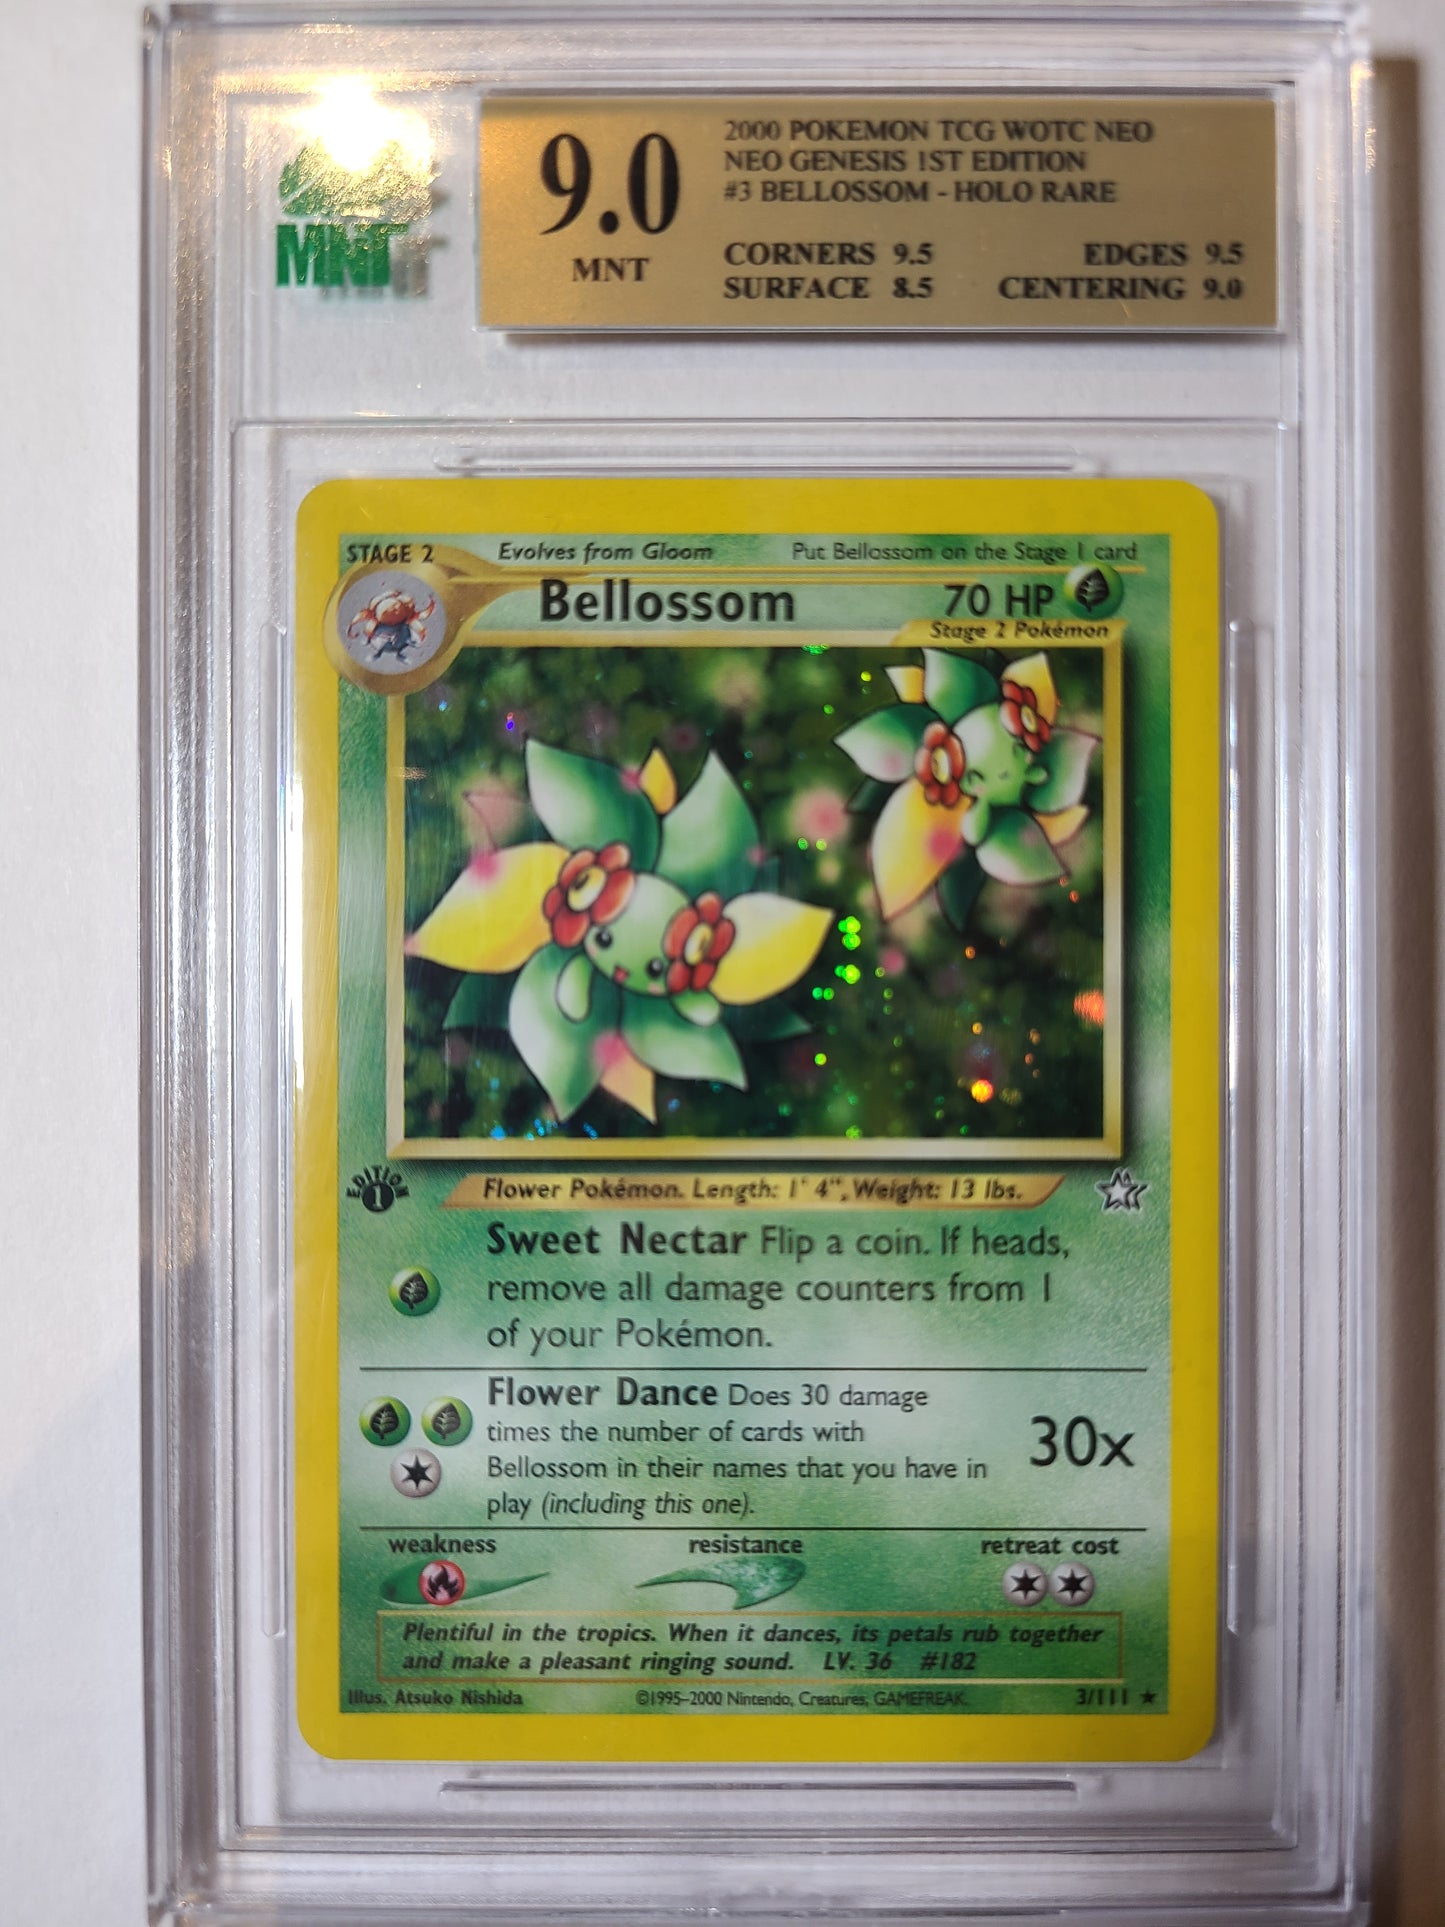 MNT
9.0
MNT
2000 POKEMON TCG WOTC NEO
NEO GENESIS 1ST EDITION
#3 BELLOSSOM - HOLO RARE
CORNERS 9.5 EDGES 9.5
SURFACE 8.5 CENTERING 9.0
STAGE 2 Evolves from Gloom Put Bellossom on the Stage 1 card
Bellossom 70 HP
Stage 2 Pokémon
EDITION
1
Flower Pokémon. Length: 1' 4", Weight: 13 lbs.
Sweet Nectar Flip a coin. If heads,
remove all damage counters from 1
of your Pokémon.
Flower Dance Does 30 damage
times the number of cards with
Bellossom in their names that you have in
play (including this one).
30x
weakness resistance retreat cost
Plentiful in the tropics. When it dances, its petals rub together
and make a pleasant ringing sound. LV. 36 #182
Illus. Atsuko Nishida ©1995-2000 Nintendo, Creatures, GAMEFREAK. 3/111 ★